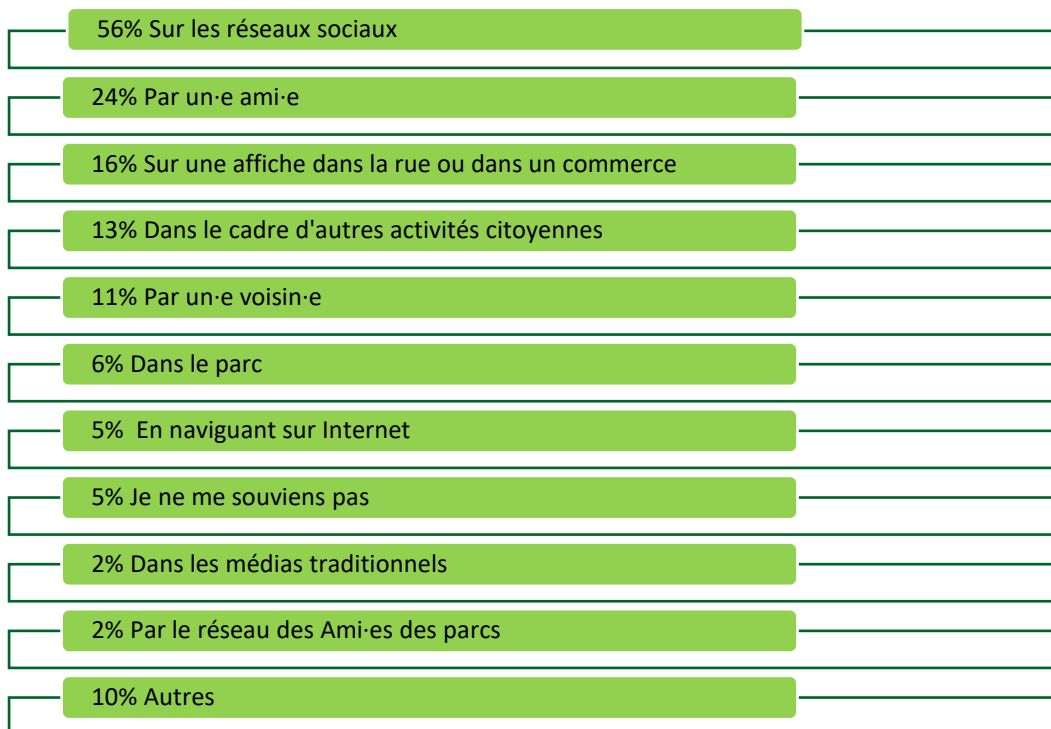 56% Sur les réseaux sociaux
24% Par un·e ami·e
16% Sur une affiche dans la rue ou dans un commerce
13% Dans le cadre d'autres activités citoyennes
11% Par un·e voisin·e
6% Dans le parc
5% En naviguant sur Internet
5% Je ne me souviens pas
2% Dans les médias traditionnels
2% Par le réseau des Ami·es des parcs
10% Autres